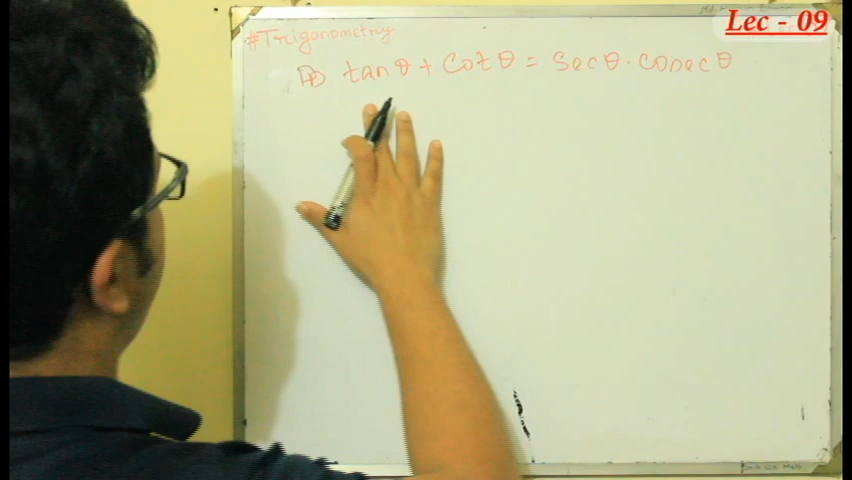 Lec - 09
#Trigonometry
tanθ + Cotθ = Secθ · Cosecθ